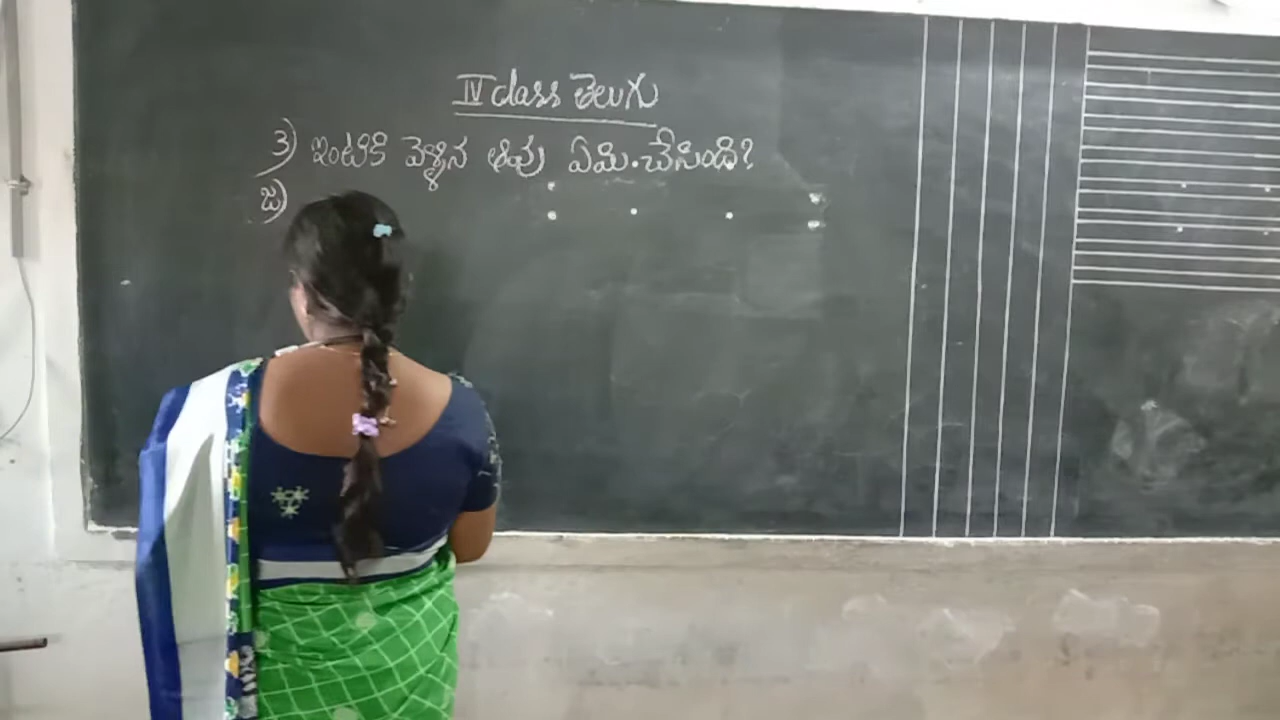 IV class తెలుగు
3) ఇంటికి వెళ్ళిన ఆవు ఏమి చేసింది?
జ)